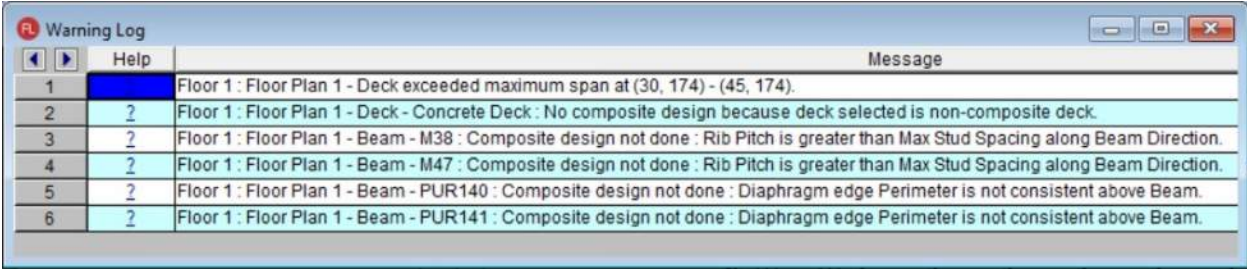 FL Warning Log
Help Message
1 Floor 1 : Floor Plan 1 - Deck exceeded maximum span at (30, 174) - (45, 174).
2 ? Floor 1 : Floor Plan 1 - Deck - Concrete Deck : No composite design because deck selected is non-composite deck.
3 ? Floor 1 : Floor Plan 1 - Beam - M38 : Composite design not done : Rib Pitch is greater than Max Stud Spacing along Beam Direction.
4 ? Floor 1 : Floor Plan 1 - Beam - M47 : Composite design not done : Rib Pitch is greater than Max Stud Spacing along Beam Direction.
5 ? Floor 1 : Floor Plan 1 - Beam - PUR140 : Composite design not done : Diaphragm edge Perimeter is not consistent above Beam.
6 ? Floor 1 : Floor Plan 1 - Beam - PUR141 : Composite design not done : Diaphragm edge Perimeter is not consistent above Beam.